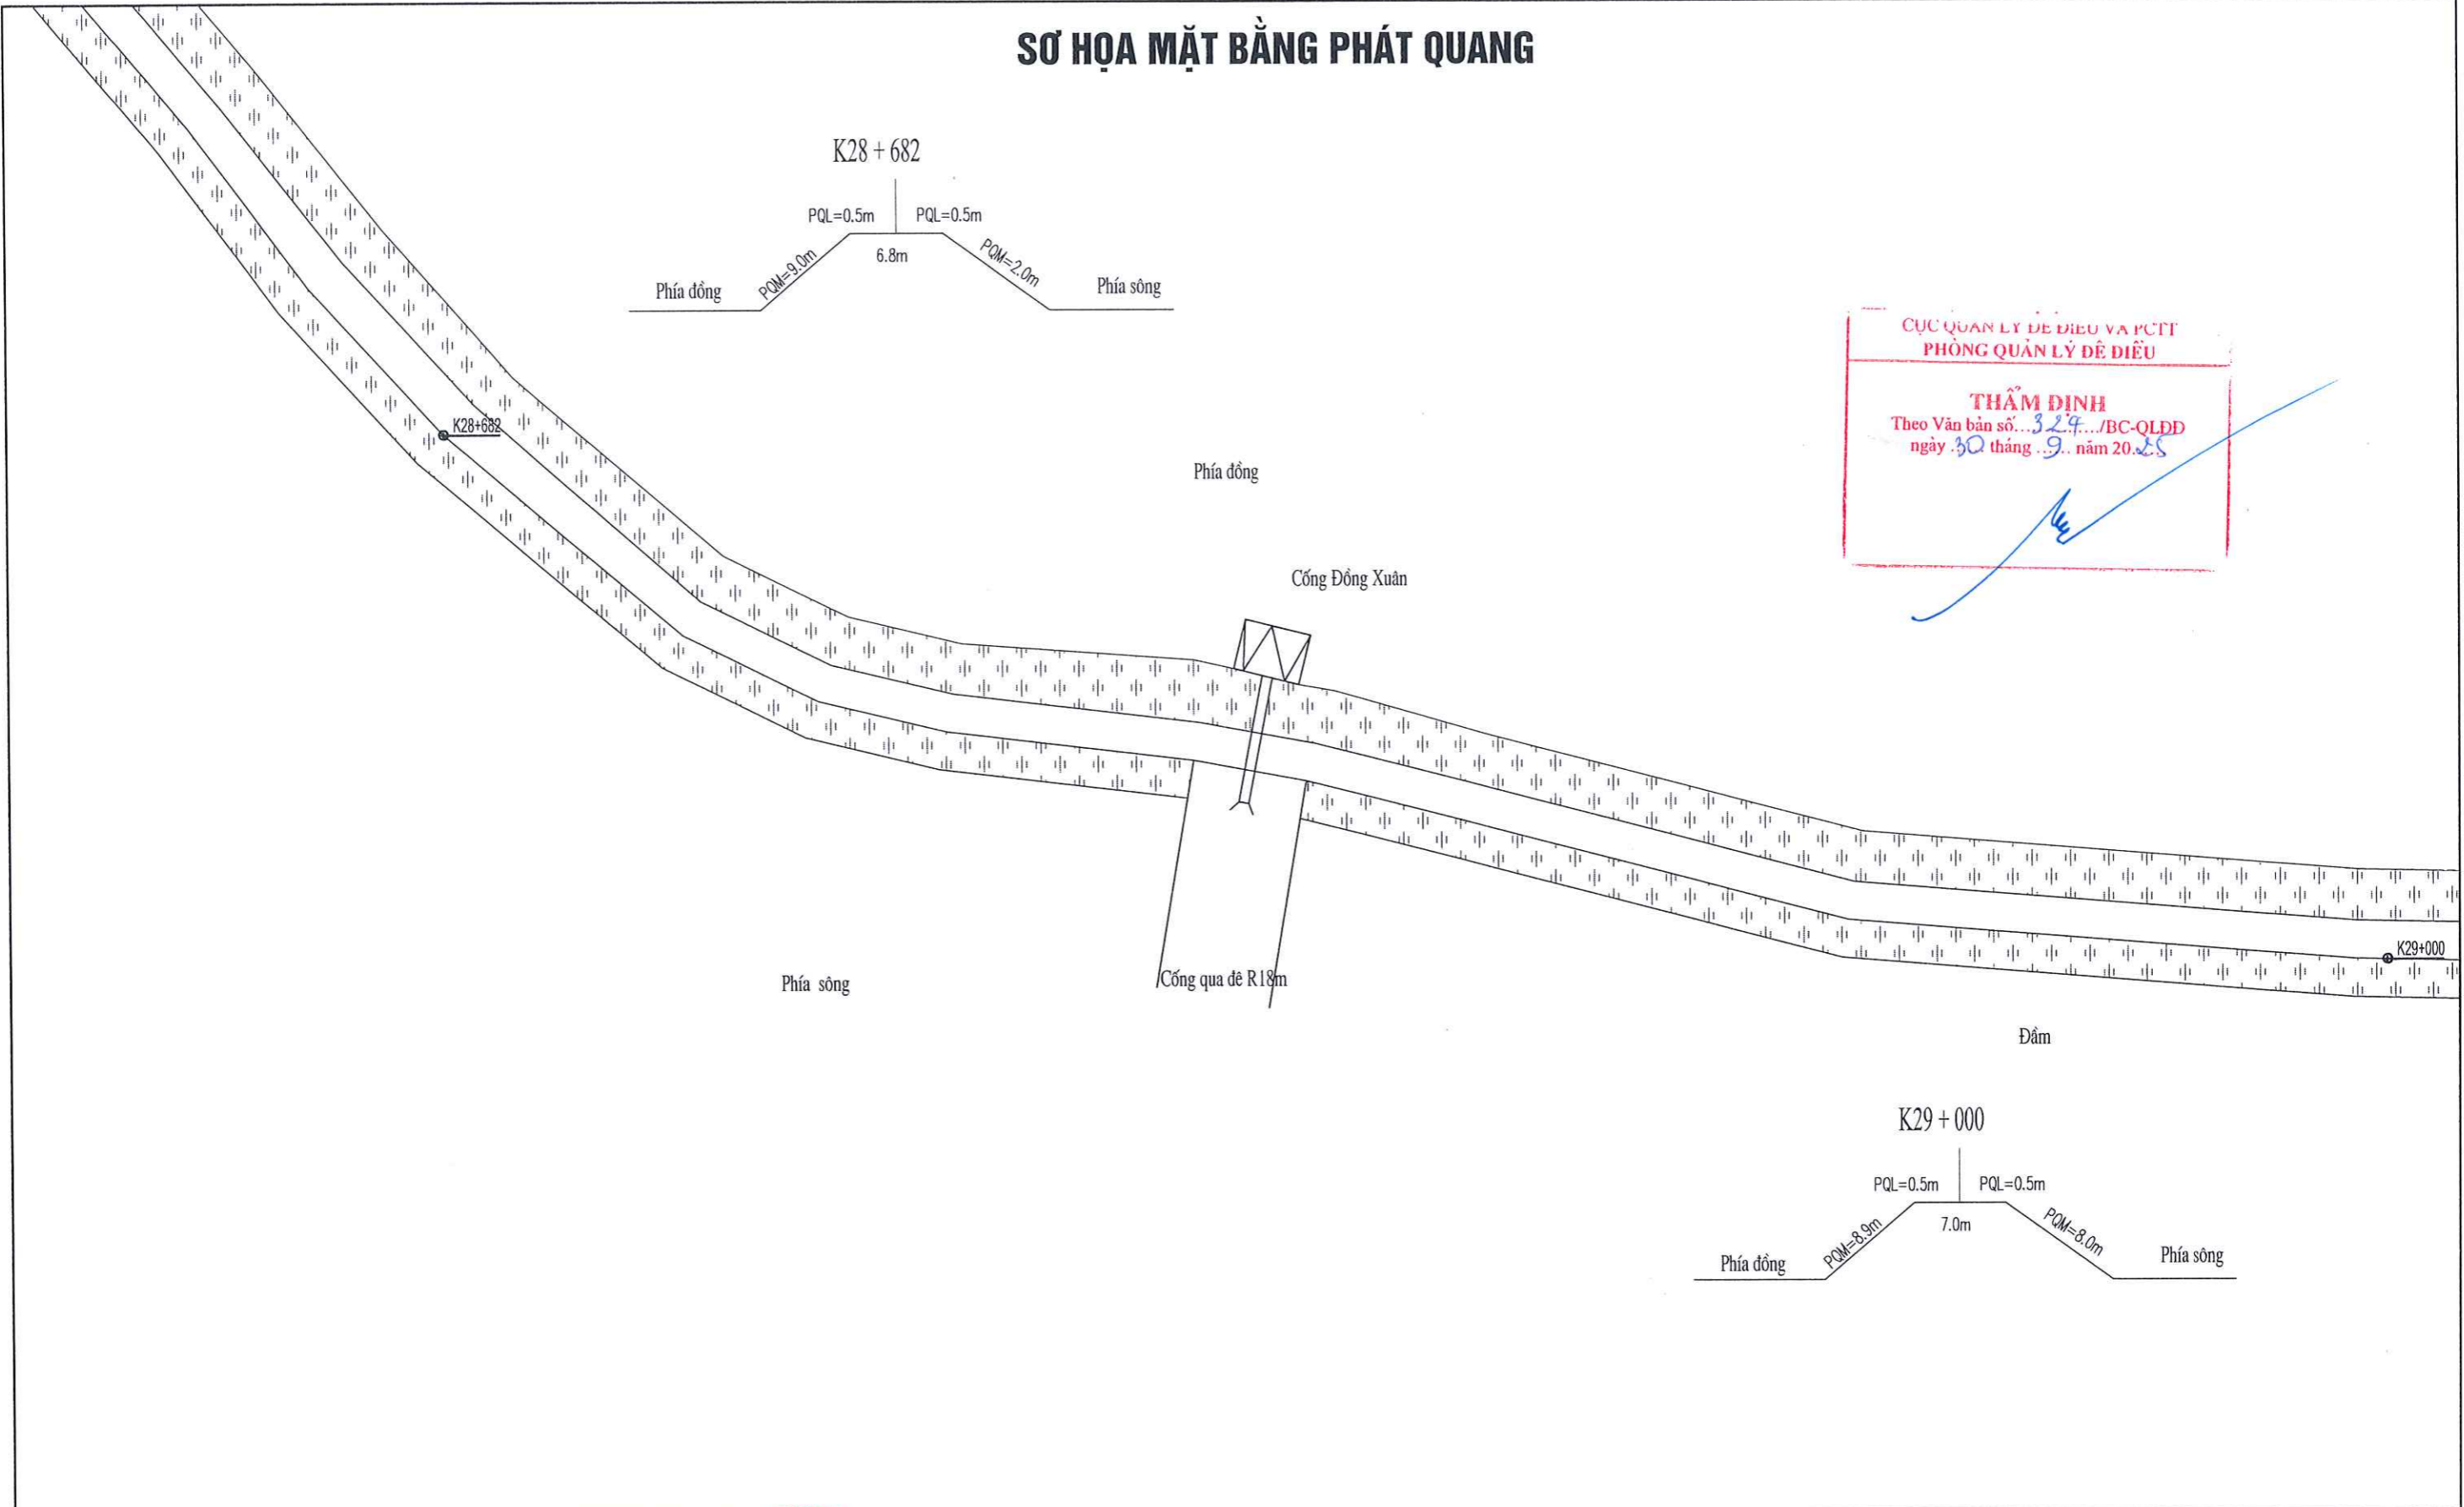 SƠ HỌA MẶT BẰNG PHÁT QUANG
K28 + 682
PQL=0.5m PQL=0.5m
6.8m
PQM=9.0m
PQM=2.0m
Phía đồng
Phía sông
CỤC QUẢN LÝ ĐÊ ĐIỀU VÀ PCTT
PHÒNG QUẢN LÝ ĐÊ ĐIỀU
THẨM ĐỊNH
Theo Văn bản số.../BC-QLĐĐ
ngày .30 tháng ..9.. năm 20.25
K28+682
Phía đồng
Cống Đồng Xuân
K29+000
Phía sông
Cống qua đê R18m
Đầm
K29 + 000
PQL=0.5m PQL=0.5m
7.0m
PQM=8.9m
PQM=8.0m
Phía đồng
Phía sông